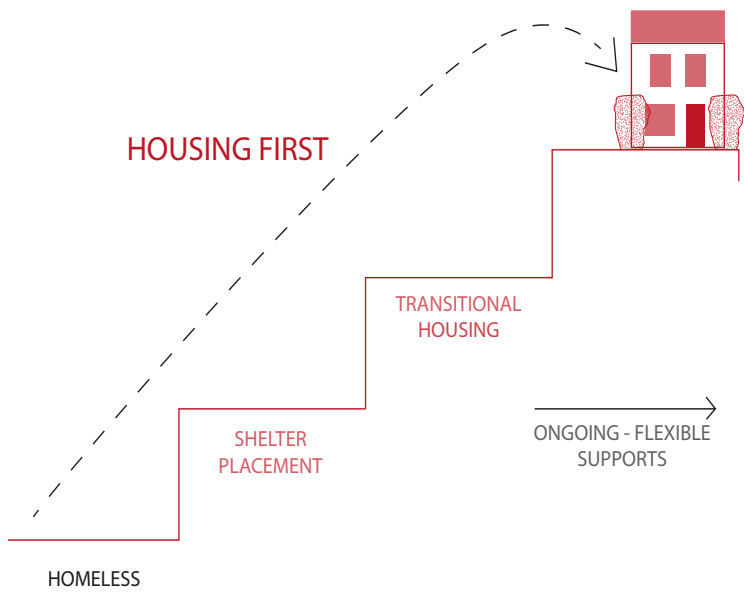 HOUSING FIRST
TRANSITIONAL
HOUSING
SHELTER
PLACEMENT
ONGOING - FLEXIBLE
SUPPORTS
HOMELESS